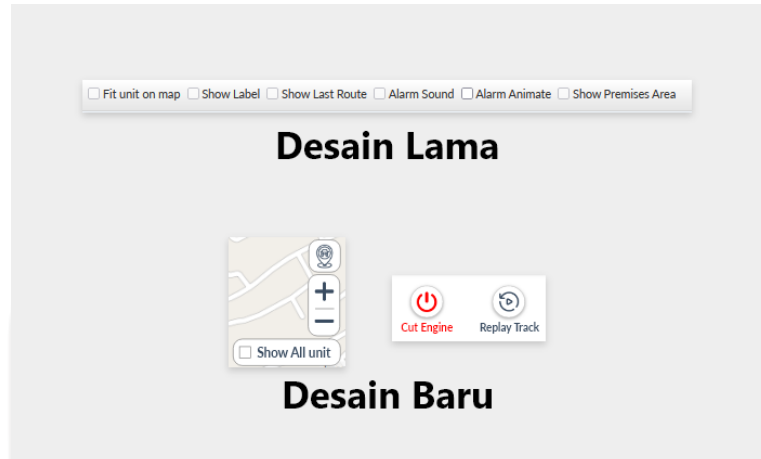 Fit unit on map Show Label Show Last Route Alarm Sound Alarm Animate Show Premises Area
Desain Lama
Show All unit
Cut Engine Replay Track
Desain Baru